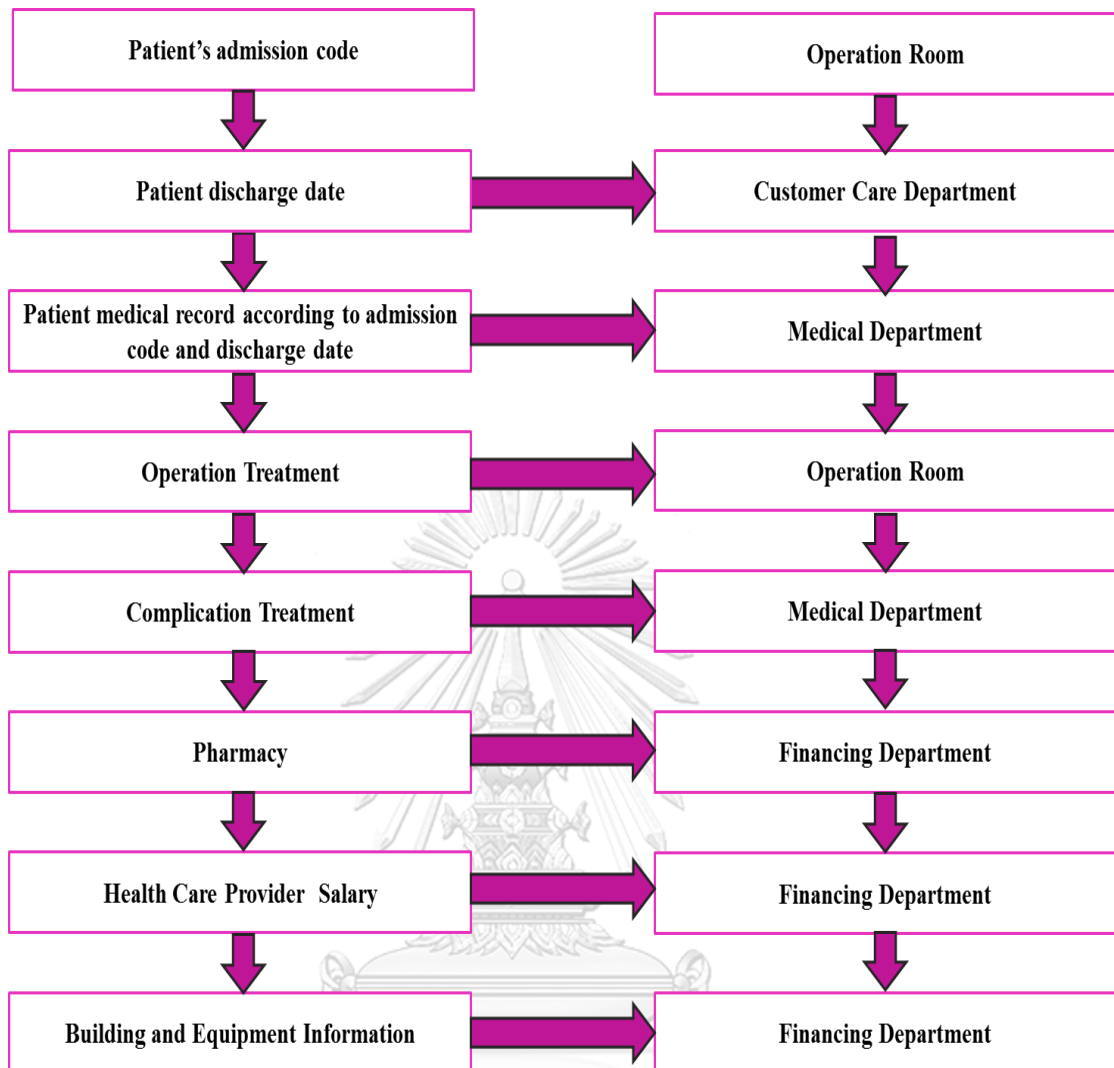 Patient’s admission code
Operation Room
Patient discharge date
Customer Care Department
Patient medical record according to admission
code and discharge date
Medical Department
Operation Treatment
Operation Room
Complication Treatment
Medical Department
Pharmacy
Financing Department
Health Care Provider Salary
Financing Department
Building and Equipment Information
Financing Department